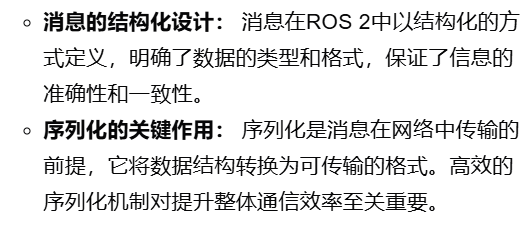 消息的结构化设计： 消息在ROS 2中以结构化的方
式定义，明确了数据的类型和格式，保证了信息的
准确性和一致性。
序列化的关键作用： 序列化是消息在网络中传输的
前提，它将数据结构转换为可传输的格式。高效的
序列化机制对提升整体通信效率至关重要。